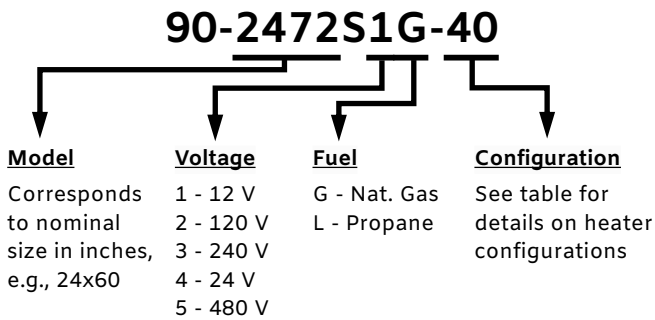 90-2472S1G-40
Model
Corresponds
to nominal
size in inches,
e.g., 24x60
Voltage
1 - 12 V
2 - 120 V
3 - 240 V
4 - 24 V
5 - 480 V
Fuel
G - Nat. Gas
L - Propane
Configuration
See table for
details on heater
configurations